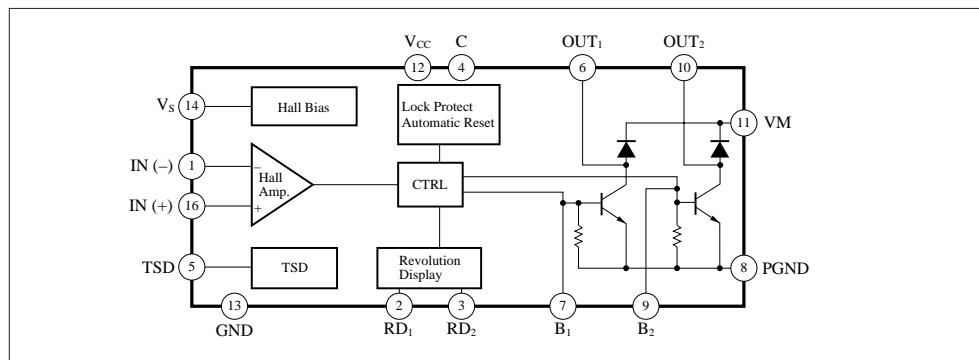 V_CC C OUT₁ OUT₂
12 4 6 10
V_S 14 Hall Bias Lock Protect
Automatic Reset
11 VM
IN (−) 1 − Hall
Amp.
+
CTRL
IN (+) 16
TSD 5 TSD Revolution
Display
8 PGND
13 2 3 7 9
GND RD₁ RD₂ B₁ B₂